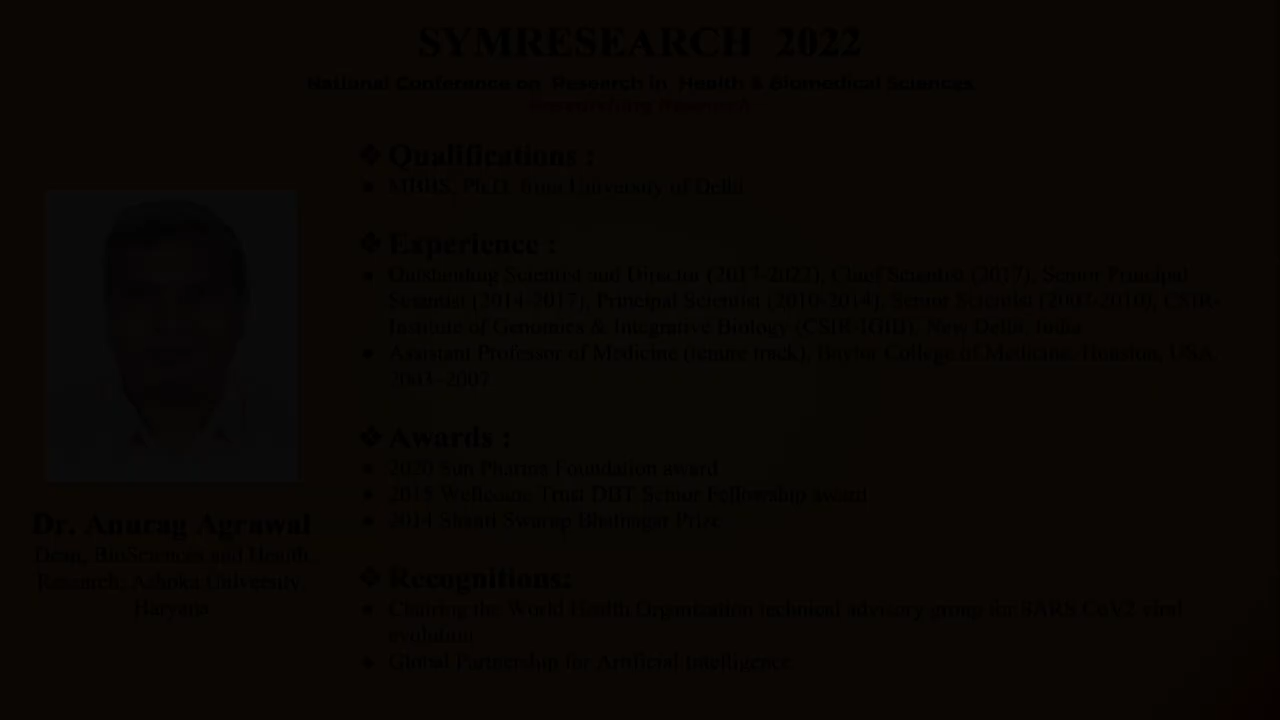 SYMRESEARCH 2022
National Conference on Research in Health & Biomedical Sciences
Qualifications :
MBBS, Ph.D. from University of Delhi
Dr. Anurag Agrawal
Dean, BioSciences and Health
Research, Ashoka University
Haryana
Experience :
Outstanding Scientist and Director (2017-2022), Chief Scientist (2017), Senior Principal
Scientist (2014-2017), Principal Scientist (2010-2014), Senior Scientist (2007-2010), CSIR-
Institute of Genomics & Integrative Biology (CSIR-IGIB), New Delhi, India
Assistant Professor of Medicine (tenure track), Baylor College of Medicine, Houston, USA
2003–2007
Awards :
2020 Sun Pharma Foundation award
2015 Wellcome Trust DBT Senior Fellowship award
2014 Shanti Swarup Bhatnagar Prize
Recognitions:
Chairing the World Health Organization technical advisory group for SARS CoV2 viral
evolution
Global Partnership for Artificial Intelligence